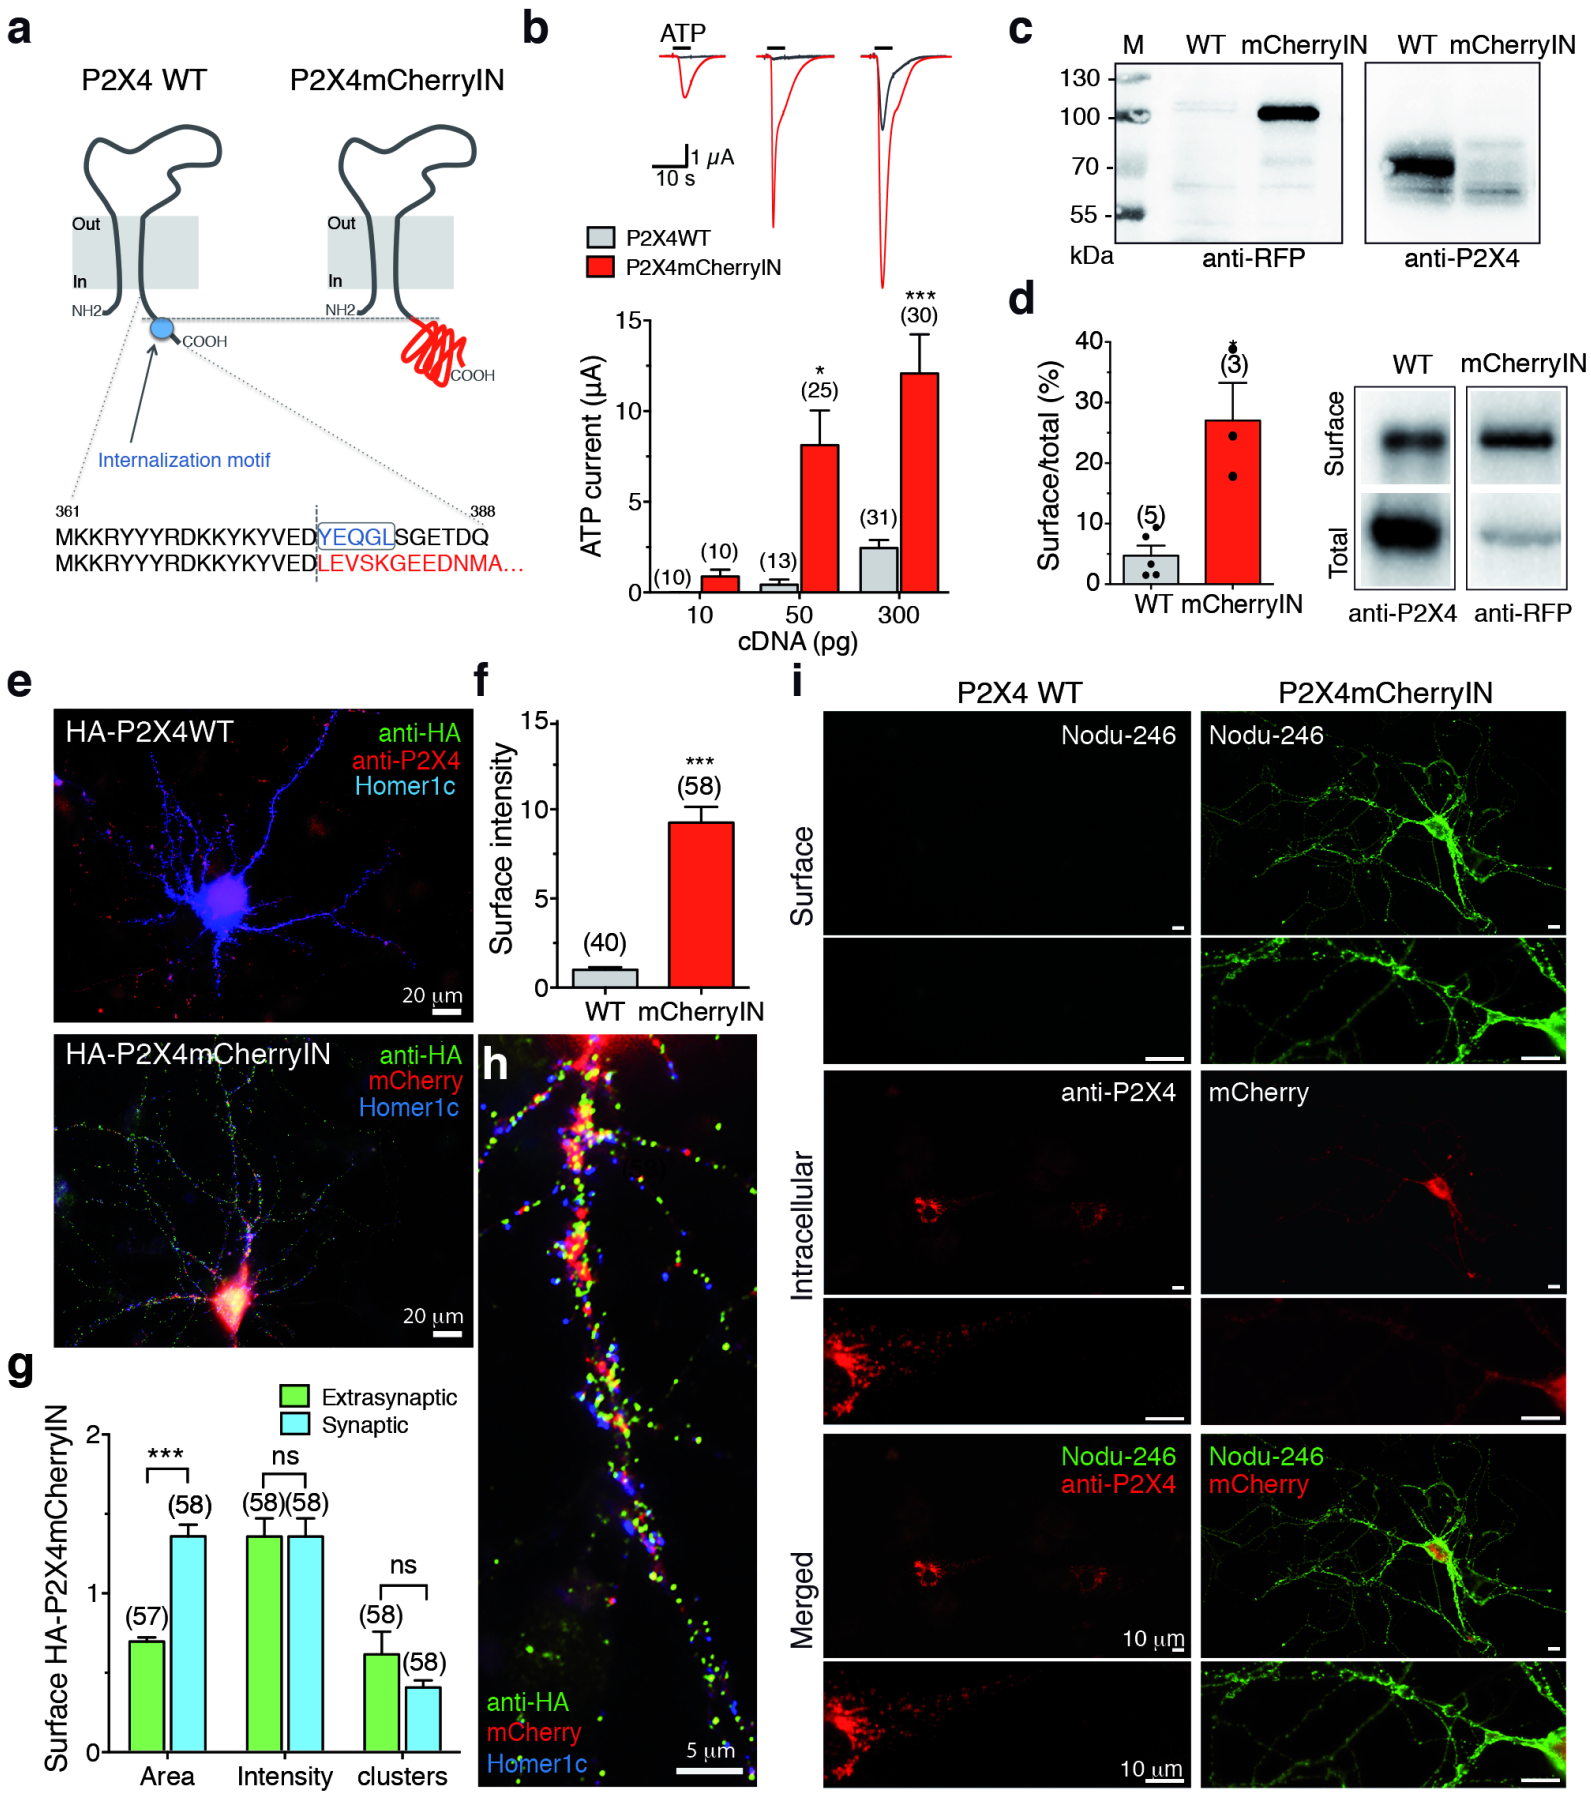 a
P2X4 WT
P2X4mCherryIN
Out
In
NH2
COOH
Out
In
NH2
COOH
Internalization motif
361
388
MKKRYYYRDKKYKYVEDYEQGLSGETDQ
MKKRYYYRDKKYKYVEDLEVSKGEEDNMA...
b
ATP
1 µA
10 s
P2X4WT
P2X4mCherryIN
ATP current (µA)
15
10
5
0
(10)
(10)
(13)
*
(25)
(31)
***
(30)
10
50
300
cDNA (pg)
c
M
WT
mCherryIN
WT
mCherryIN
130
100
70
55
kDa
anti-RFP
anti-P2X4
d
Surface/total (%)
40
30
20
10
0
(5)
*
(3)
WT
mCherryIN
WT
mCherryIN
Surface
Total
anti-P2X4
anti-RFP
e
HA-P2X4WT
anti-HA
anti-P2X4
Homer1c
20 µm
HA-P2X4mCherryIN
anti-HA
mCherry
Homer1c
20 µm
f
Surface intensity
15
10
5
0
(40)
***
(58)
WT
mCherryIN
g
Surface HA-P2X4mCherryIN
Extrasynaptic
Synaptic
2
1
0
***
(57)
(58)
ns
(58)
(58)
ns
(58)
(58)
Area
Intensity
clusters
h
anti-HA
mCherry
Homer1c
5 µm
i
P2X4 WT
P2X4mCherryIN
Surface
Nodu-246
Nodu-246
Intracellular
anti-P2X4
mCherry
Merged
Nodu-246
anti-P2X4
Nodu-246
mCherry
10 µm
10 µm